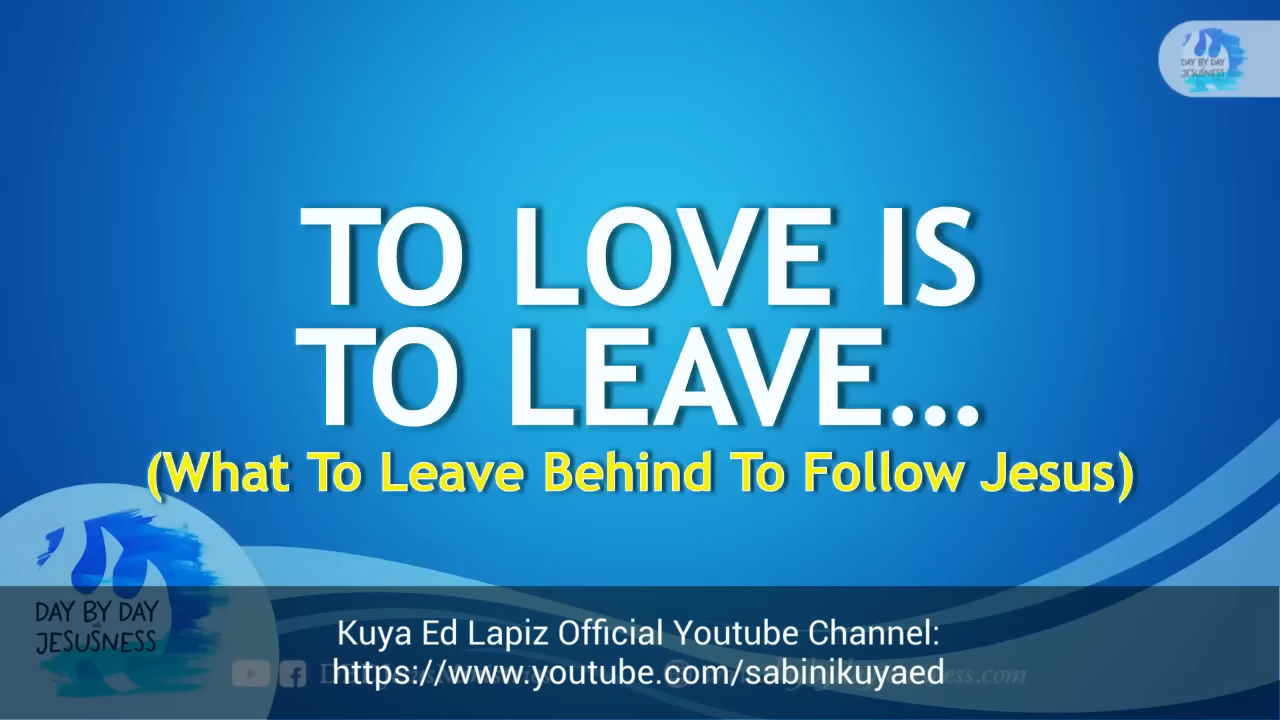 DAY BY DAY
JESUSNESS
TO LOVE IS
TO LEAVE...
(What To Leave Behind To Follow Jesus)
DAY BY DAY
JESUSNESS
Kuya Ed Lapiz Official Youtube Channel:
https://www.youtube.com/sabinikuyaed